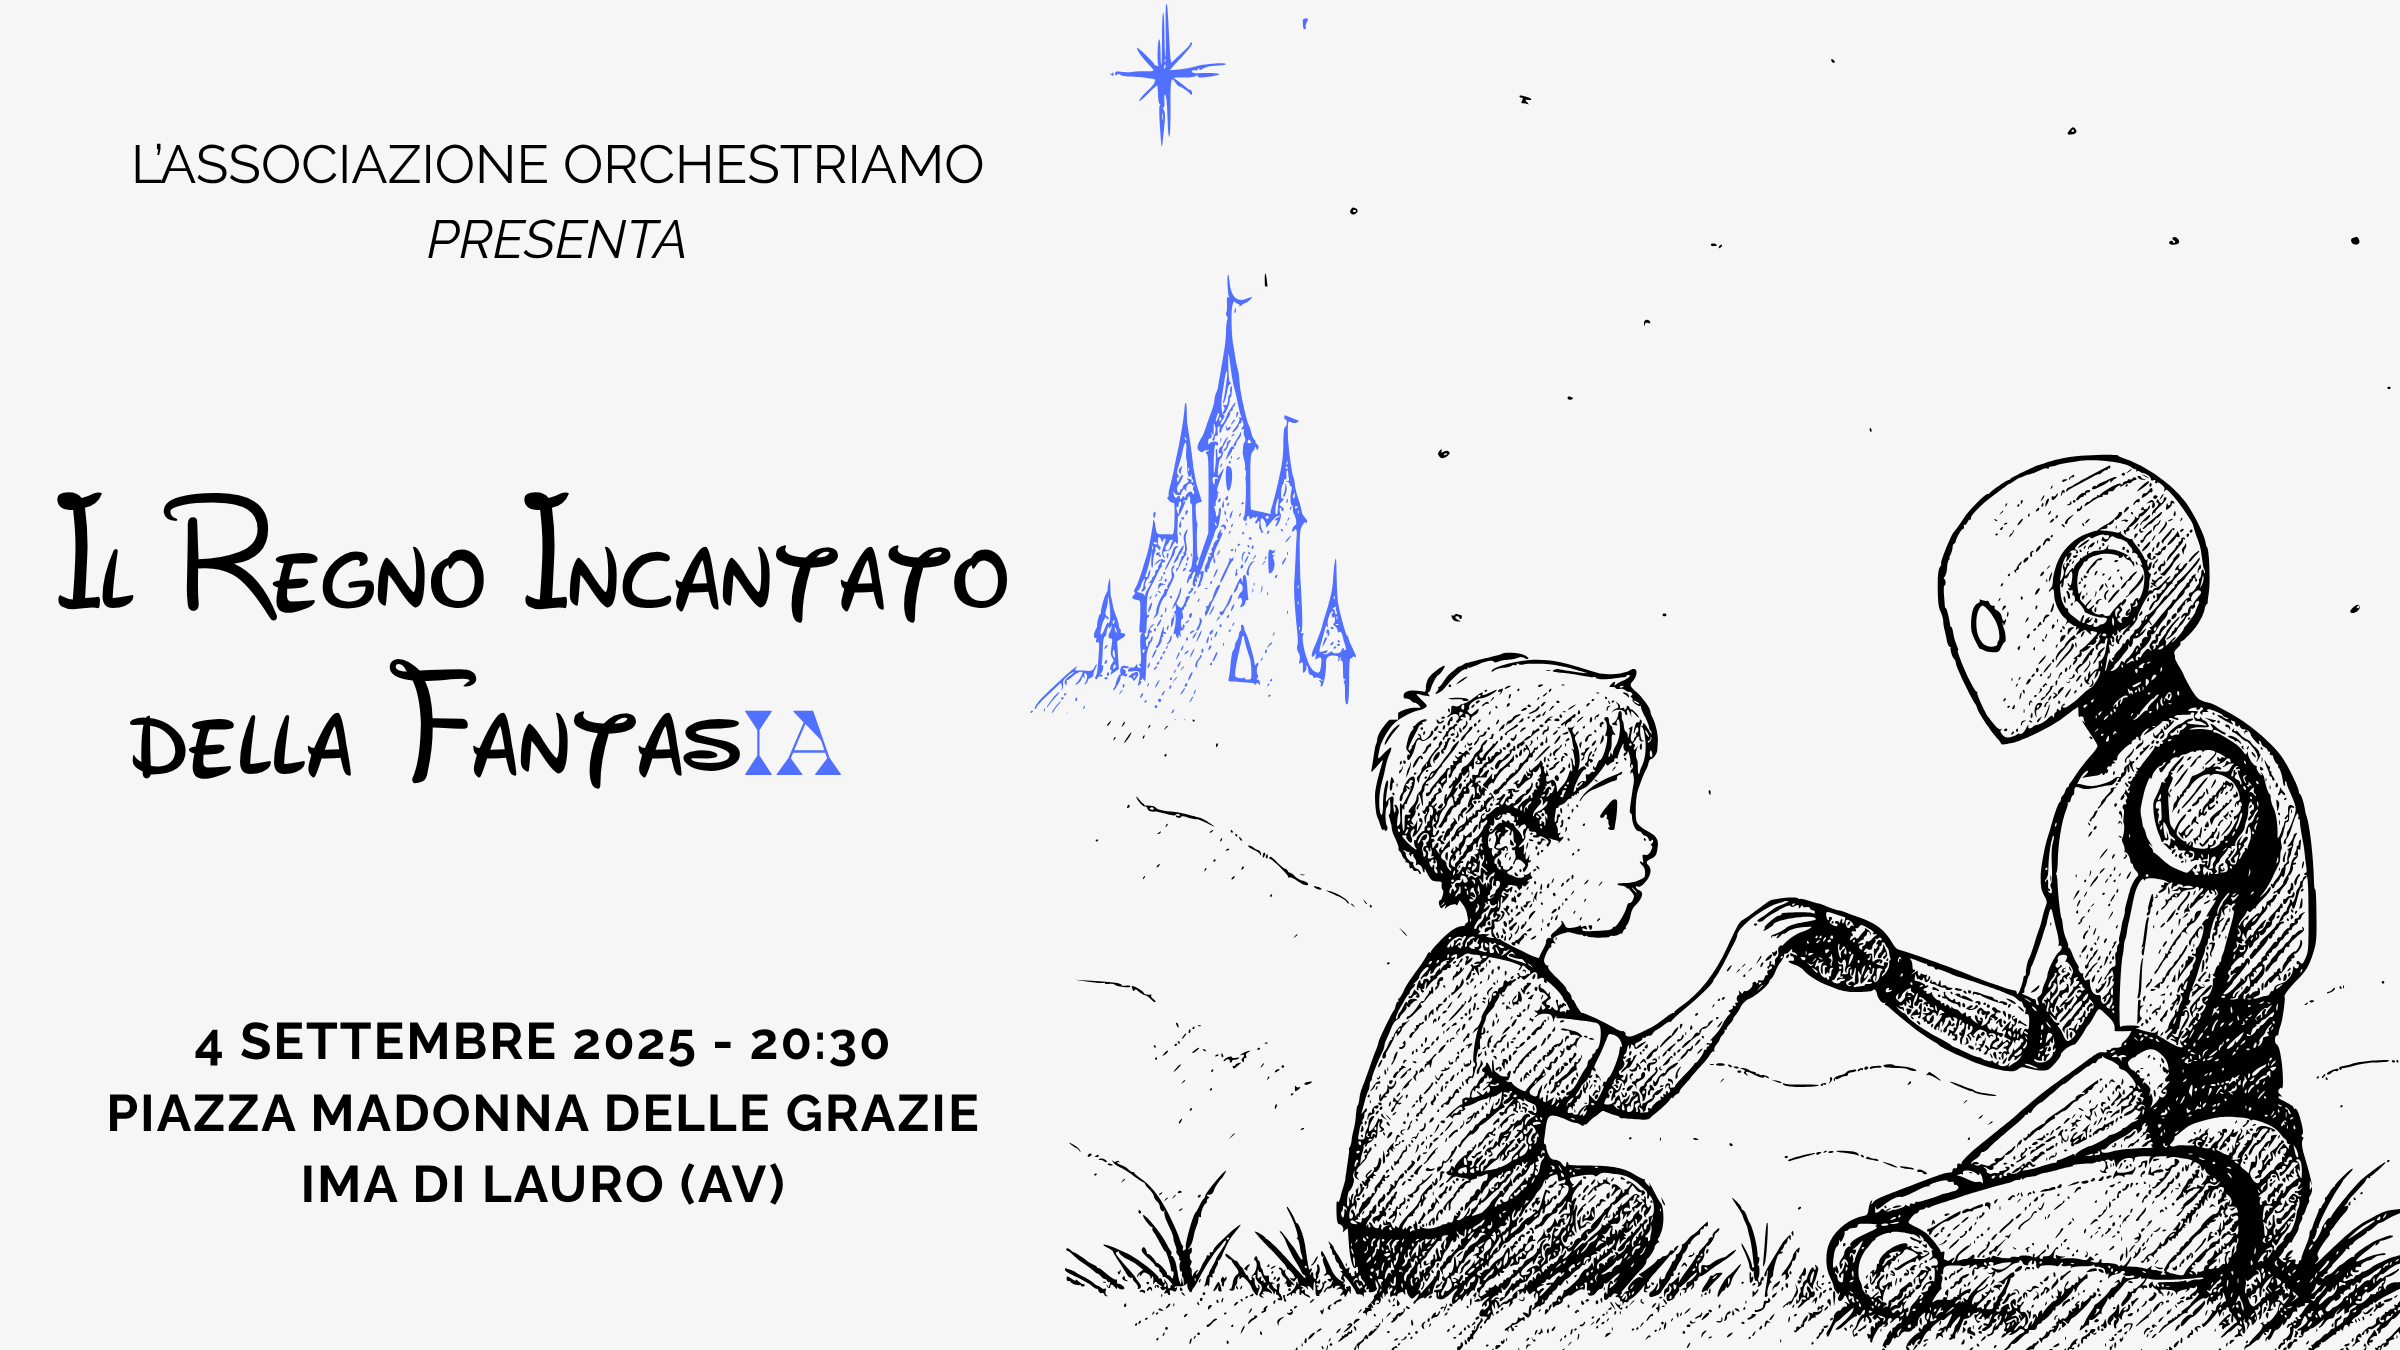 L'ASSOCIAZIONE ORCHESTRIAMO
PRESENTA
Il Regno Incantato
della FantasIA
4 SETTEMBRE 2025 - 20:30
PIAZZA MADONNA DELLE GRAZIE
IMA DI LAURO (AV)